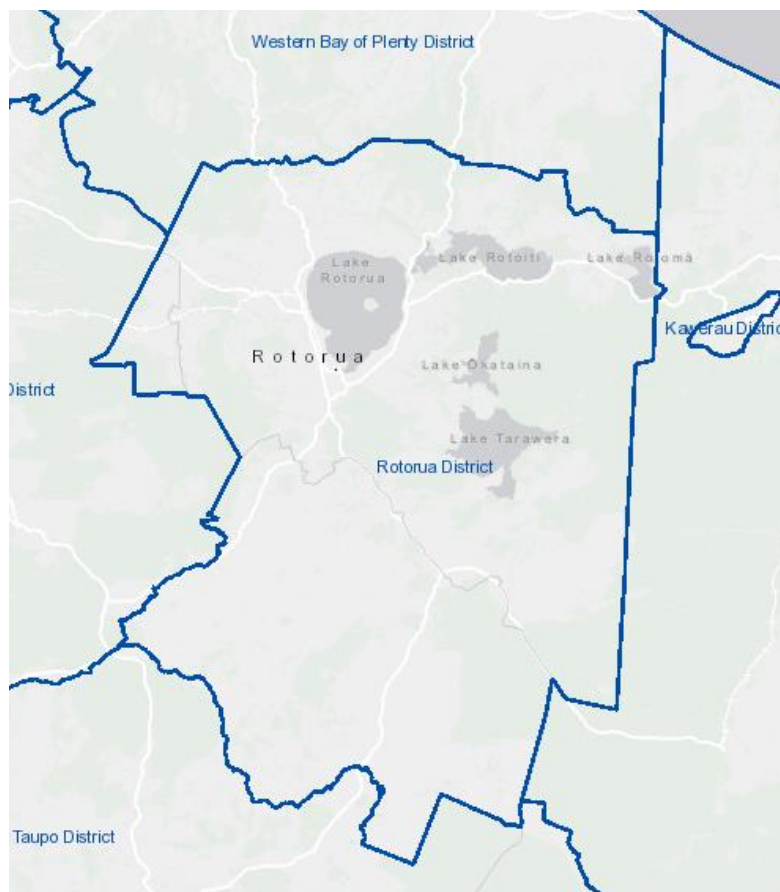 Western Bay of Plenty District
Lake
Rotorua
Lake Rotoiti
Lake Rotomā
Kawerau Distric
Rotorua
Lake Okataina
District
Lake Tarawera
Rotorua District
Taupo District